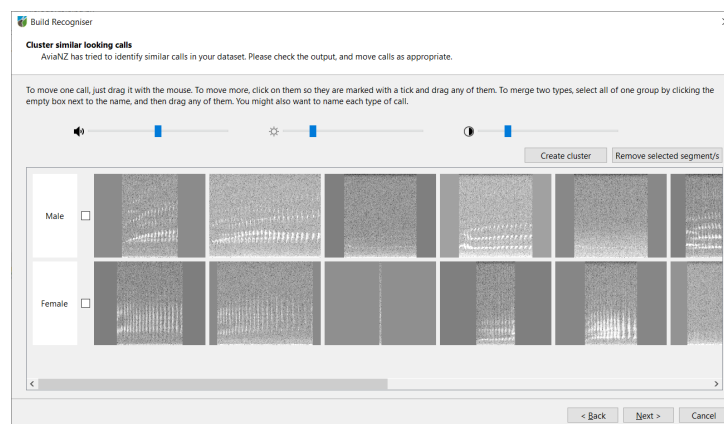 Build Recogniser
Cluster similar looking calls
AviaNZ has tried to identify similar calls in your dataset. Please check the output, and move calls as appropriate.
To move one call, just drag it with the mouse. To move more, click on them so they are marked with a tick and drag any of them. To merge two types, select all of one group by clicking the
empty box next to the name, and then drag any of them. You might also want to name each type of call.
Create cluster Remove selected segment/s
Male
Female
< Back Next > Cancel